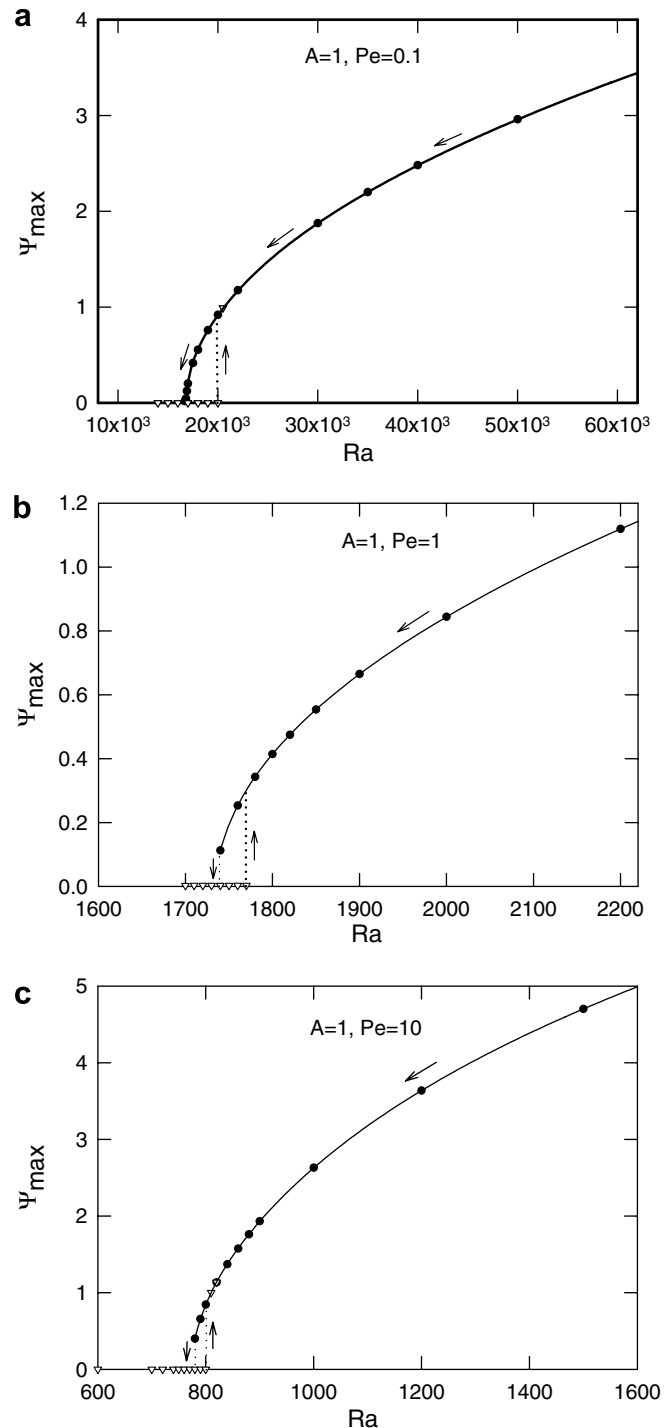 a
A=1, Pe=0.1
4
3
2
1
0
Ψmax
10x10³ 20x10³ 30x10³ 40x10³ 50x10³ 60x10³
Ra
b
A=1, Pe=1
1.2
1.0
0.8
0.6
0.4
0.2
0.0
Ψmax
1600 1700 1800 1900 2000 2100 2200
Ra
c
A=1, Pe=10
5
4
3
2
1
0
Ψmax
600 800 1000 1200 1400 1600
Ra